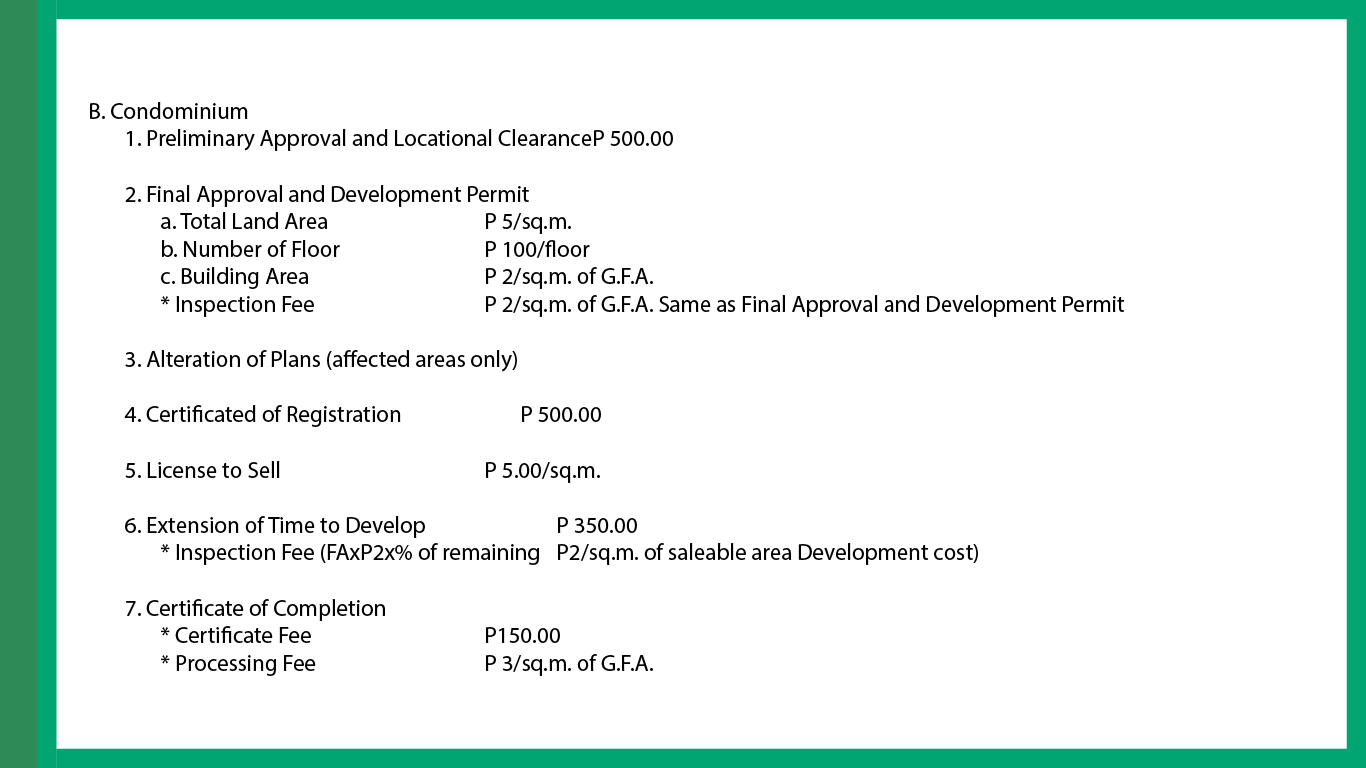 B. Condominium
1. Preliminary Approval and Locational ClearanceP 500.00
2. Final Approval and Development Permit
a. Total Land Area P 5/sq.m.
b. Number of Floor P 100/floor
c. Building Area P 2/sq.m. of G.F.A.
* Inspection Fee P 2/sq.m. of G.F.A. Same as Final Approval and Development Permit
3. Alteration of Plans (affected areas only)
4. Certificated of Registration P 500.00
5. License to Sell P 5.00/sq.m.
6. Extension of Time to Develop P 350.00
* Inspection Fee (FAxP2x% of remaining P2/sq.m. of saleable area Development cost)
7. Certificate of Completion
* Certificate Fee P150.00
* Processing Fee P 3/sq.m. of G.F.A.